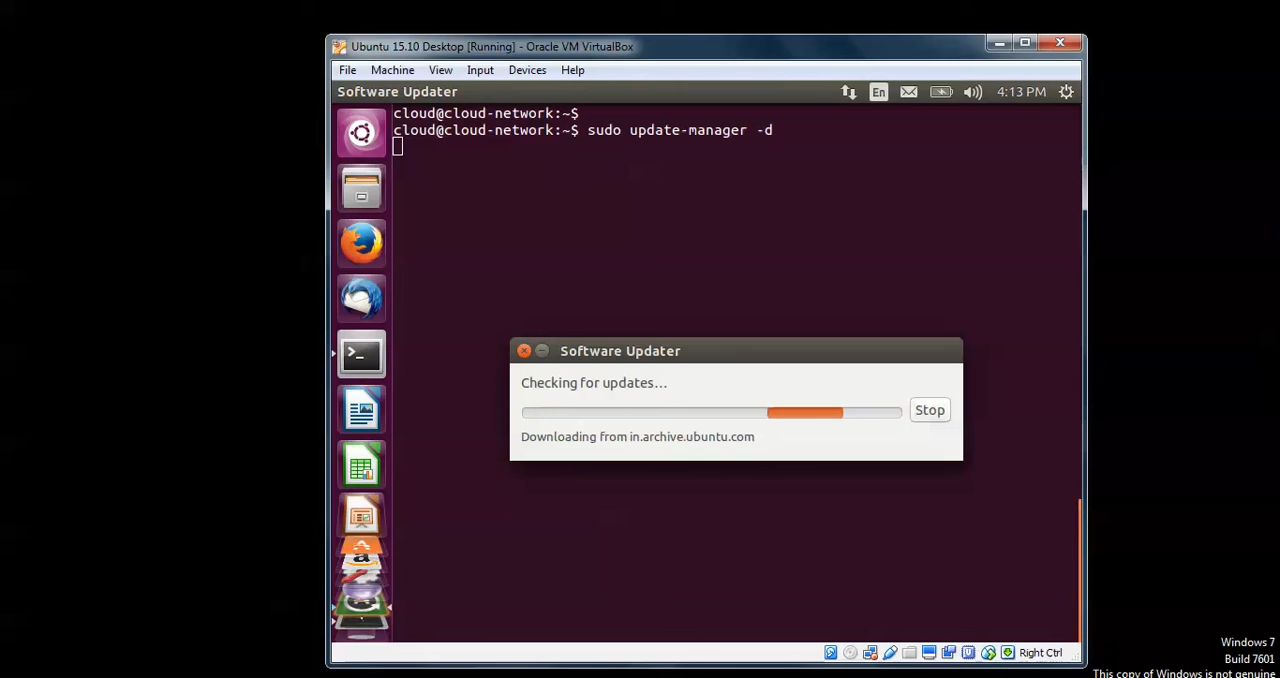 Ubuntu 15.10 Desktop [Running] - Oracle VM VirtualBox
File Machine View Input Devices Help
Software Updater En 4:13 PM
cloud@cloud-network:~$
cloud@cloud-network:~$ sudo update-manager -d
Software Updater
Checking for updates...
Stop
Downloading from in.archive.ubuntu.com
Right Ctrl
Windows 7
Build 7601
This copy of Windows is not genuine